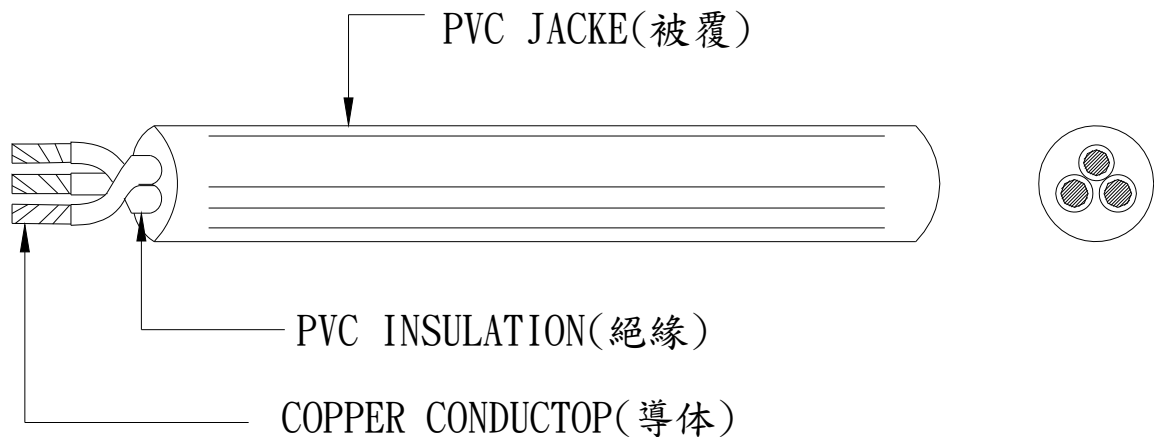 PVC JACKE(被覆)
PVC INSULATION(絕緣)
COPPER CONDUCTOP(導体)